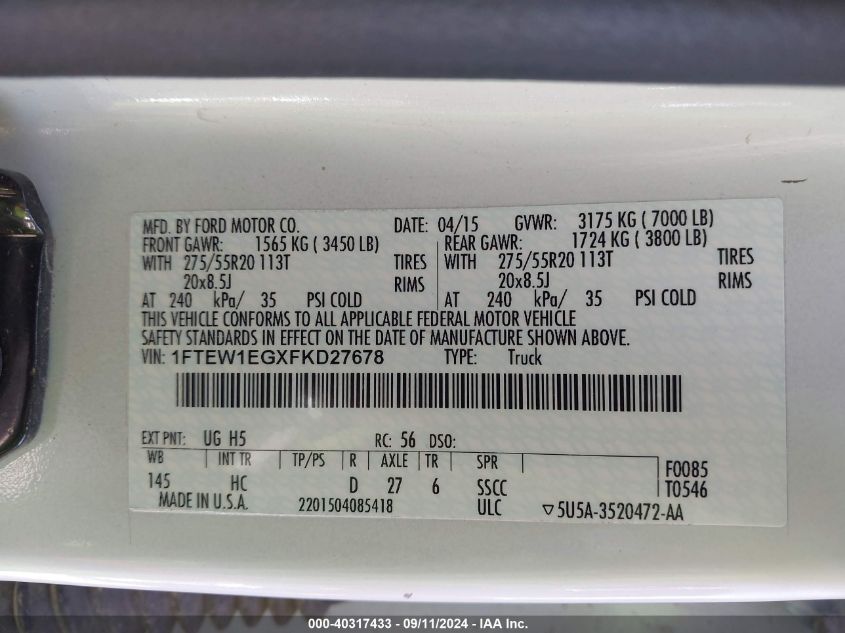 MFD. BY FORD MOTOR CO. DATE: 04/15 GVWR: 3175 KG ( 7000 LB)
FRONT GAWR: 1565 KG ( 3450 LB) REAR GAWR: 1724 KG ( 3800 LB)
WITH 275/55R20 113T TIRES WITH 275/55R20 113T TIRES
20x8.5J RIMS 20x8.5J RIMS
AT 240 kPa/ 35 PSI COLD AT 240 kPa/ 35 PSI COLD
THIS VEHICLE CONFORMS TO ALL APPLICABLE FEDERAL MOTOR VEHICLE
SAFETY STANDARDS IN EFFECT ON THE DATE OF MANUFACTURE SHOWN ABOVE.
VIN: 1FTEW1EGXFKD27678 TYPE: Truck
EXT PNT: UG H5 RC: 56 DSO:
WB INT TR TP/PS R AXLE TR SPR F0085
145 HC D 27 6 SSCC T0546
MADE IN U.S.A. 2201504085418 ULC ▽5U5A-3520472-AA
000-40317433 - 09/11/2024 - IAA Inc.